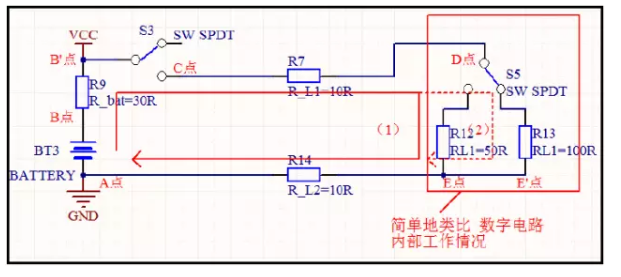 VCC
S3
SW SPDT
B'点
C点
R7
R_L1=10R
D点
S5
SW SPDT
R9
R_bat=30R
B点
BT3
BATTERY
A点
GND
R14
R_L2=10R
(1)
(2)
R12
RL1=50R
R13
RL1=100R
E点
E'点
简单地类比 数字电路
内部工作情况